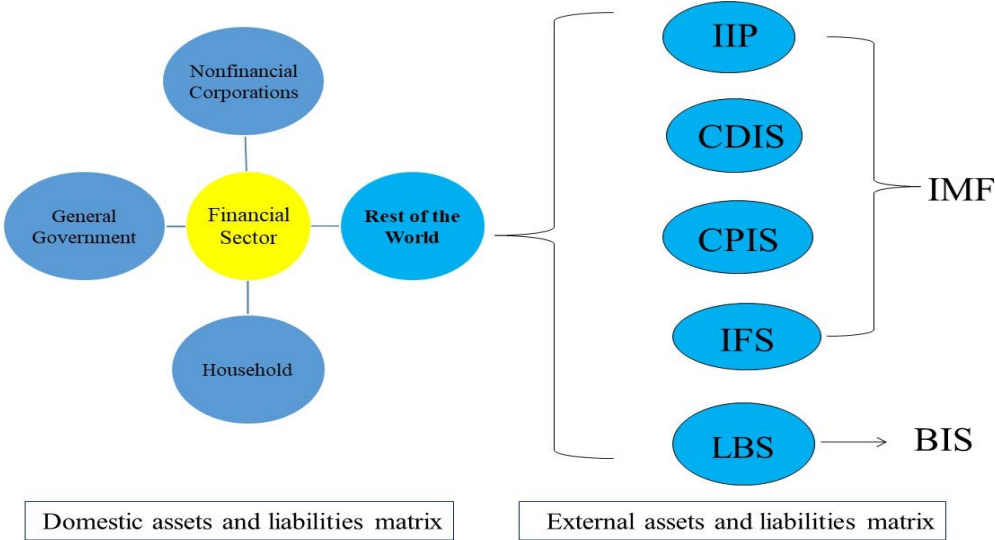 Nonfinancial
Corporations
General
Government
Financial
Sector
Rest of the
World
Household
IIP
CDIS
CPIS
IFS
LBS
IMF
BIS
Domestic assets and liabilities matrix
External assets and liabilities matrix